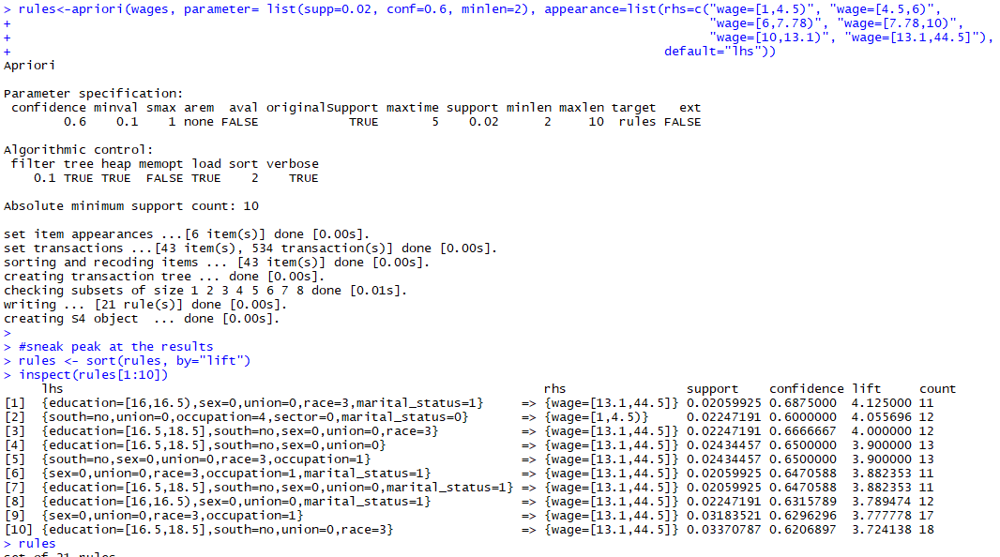 > rules<-apriori(wages, parameter= list(supp=0.02, conf=0.6, minlen=2), appearance=list(rhs=c("wage=[1,4.5)", "wage=[4.5,6)",
+ "wage=[6,7.78)", "wage=[7.78,10)",
+ "wage=[10,13.1)", "wage=[13.1,44.5]"),
+ default="lhs"))
Apriori
Parameter specification:
confidence minval smax arem aval originalSupport maxtime support minlen maxlen target ext
0.6 0.1 1 none FALSE TRUE 5 0.02 2 10 rules FALSE
Algorithmic control:
filter tree heap memopt load sort verbose
0.1 TRUE TRUE FALSE TRUE 2 TRUE
Absolute minimum support count: 10
set item appearances ...[6 item(s)] done [0.00s].
set transactions ...[43 item(s), 534 transaction(s)] done [0.00s].
sorting and recoding items ... [43 item(s)] done [0.00s].
creating transaction tree ... done [0.00s].
checking subsets of size 1 2 3 4 5 6 7 8 done [0.01s].
writing ... [21 rule(s)] done [0.00s].
creating S4 object ... done [0.00s].
>
> #sneak peak at the results
> rules <- sort(rules, by="lift")
> inspect(rules[1:10])
lhs rhs support confidence lift count
[1] {education=[16,16.5),sex=0,union=0,race=3,marital_status=1} => {wage=[13.1,44.5]} 0.02059925 0.6875000 4.125000 11
[2] {south=no,union=0,occupation=4,sector=0,marital_status=0} => {wage=[1,4.5)} 0.02247191 0.6000000 4.055696 12
[3] {education=[16.5,18.5],south=no,sex=0,union=0,race=3} => {wage=[13.1,44.5]} 0.02247191 0.6666667 4.000000 12
[4] {education=[16.5,18.5],south=no,sex=0,union=0} => {wage=[13.1,44.5]} 0.02434457 0.6500000 3.900000 13
[5] {south=no,sex=0,union=0,race=3,occupation=1} => {wage=[13.1,44.5]} 0.02434457 0.6500000 3.900000 13
[6] {sex=0,union=0,race=3,occupation=1,marital_status=1} => {wage=[13.1,44.5]} 0.02059925 0.6470588 3.882353 11
[7] {education=[16.5,18.5],south=no,sex=0,union=0,marital_status=1} => {wage=[13.1,44.5]} 0.02059925 0.6470588 3.882353 11
[8] {education=[16,16.5),sex=0,union=0,marital_status=1} => {wage=[13.1,44.5]} 0.02247191 0.6315789 3.789474 12
[9] {sex=0,union=0,race=3,occupation=1} => {wage=[13.1,44.5]} 0.03183521 0.6296296 3.777778 17
[10] {education=[16.5,18.5],south=no,union=0,race=3} => {wage=[13.1,44.5]} 0.03370787 0.6206897 3.724138 18
> rules
set of 21 rules